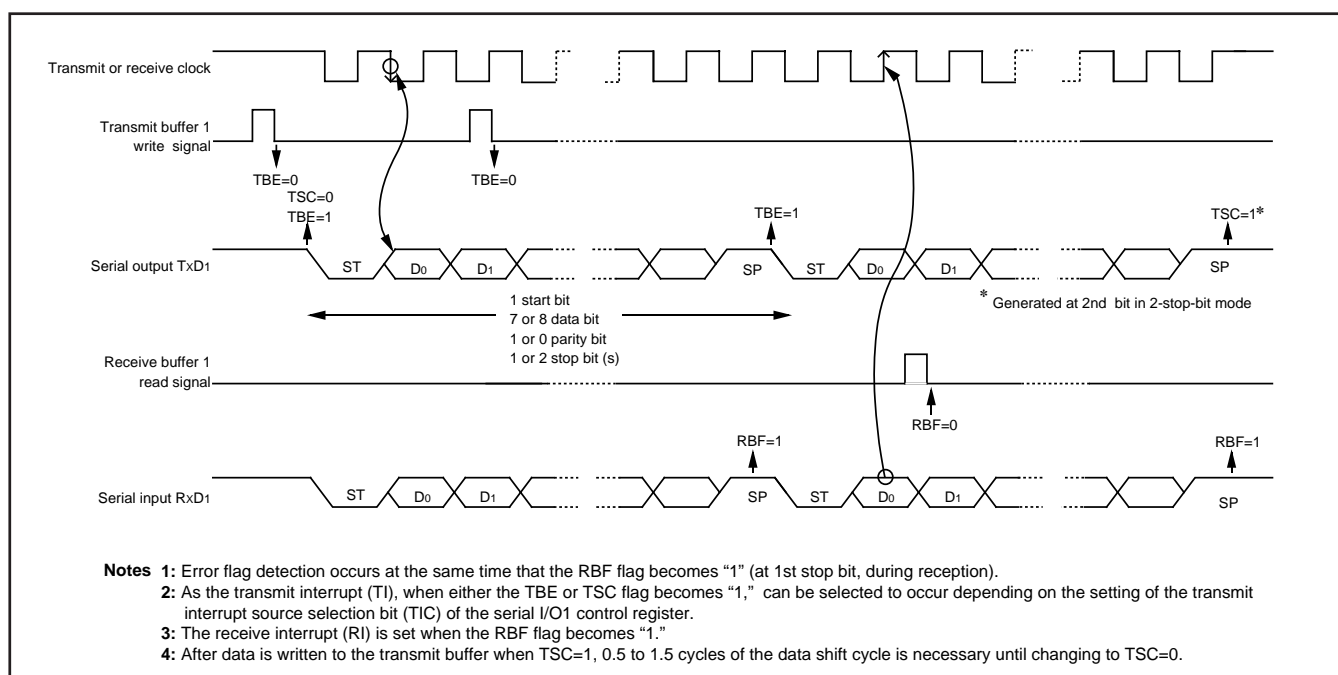 Transmit or receive clock
Transmit buffer 1
write signal
TBE=0
TBE=0
TSC=0
TBE=1
TBE=1
TSC=1*
Serial output TxD1
ST
D0
D1
SP
ST
D0
D1
SP
1 start bit
7 or 8 data bit
1 or 0 parity bit
1 or 2 stop bit (s)
* Generated at 2nd bit in 2-stop-bit mode
Receive buffer 1
read signal
RBF=0
RBF=1
RBF=1
Serial input RxD1
ST
D0
D1
SP
ST
D0
D1
SP
Notes 1: Error flag detection occurs at the same time that the RBF flag becomes “1” (at 1st stop bit, during reception).
2: As the transmit interrupt (TI), when either the TBE or TSC flag becomes “1,” can be selected to occur depending on the setting of the transmit
interrupt source selection bit (TIC) of the serial I/O1 control register.
3: The receive interrupt (RI) is set when the RBF flag becomes “1.”
4: After data is written to the transmit buffer when TSC=1, 0.5 to 1.5 cycles of the data shift cycle is necessary until changing to TSC=0.